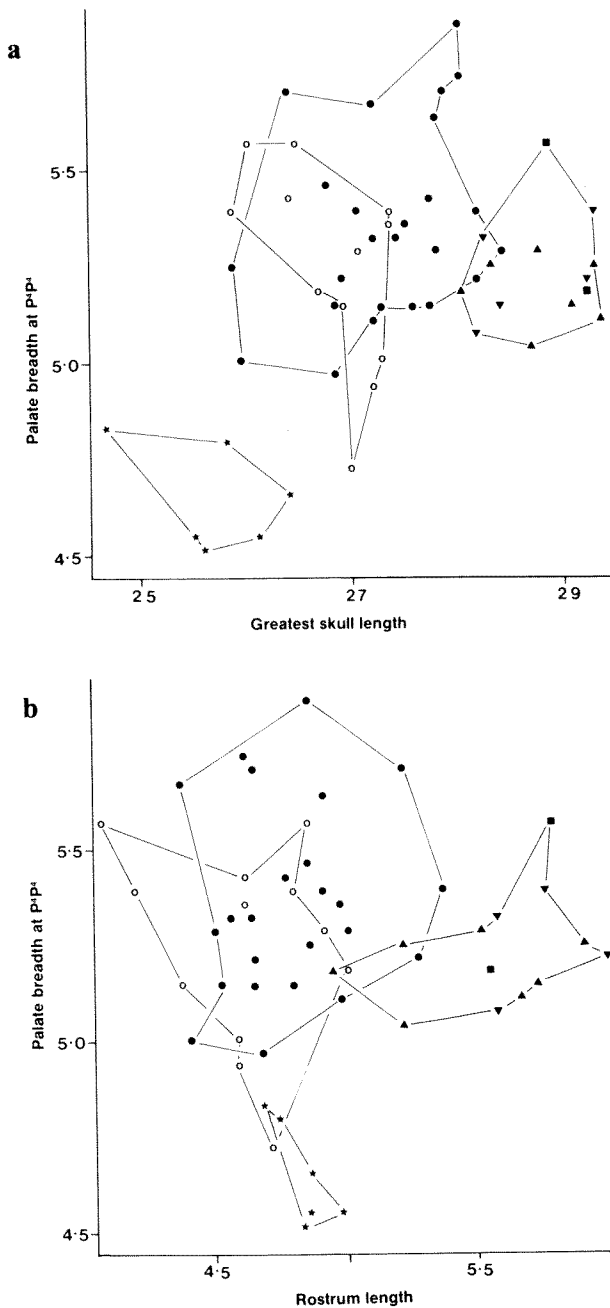 a
Palate breadth at P⁴P⁴
5·5
5·0
4·5
25
27
29
Greatest skull length
b
Palate breadth at P⁴P⁴
5·5
5·0
4·5
4·5
5·5
Rostrum length